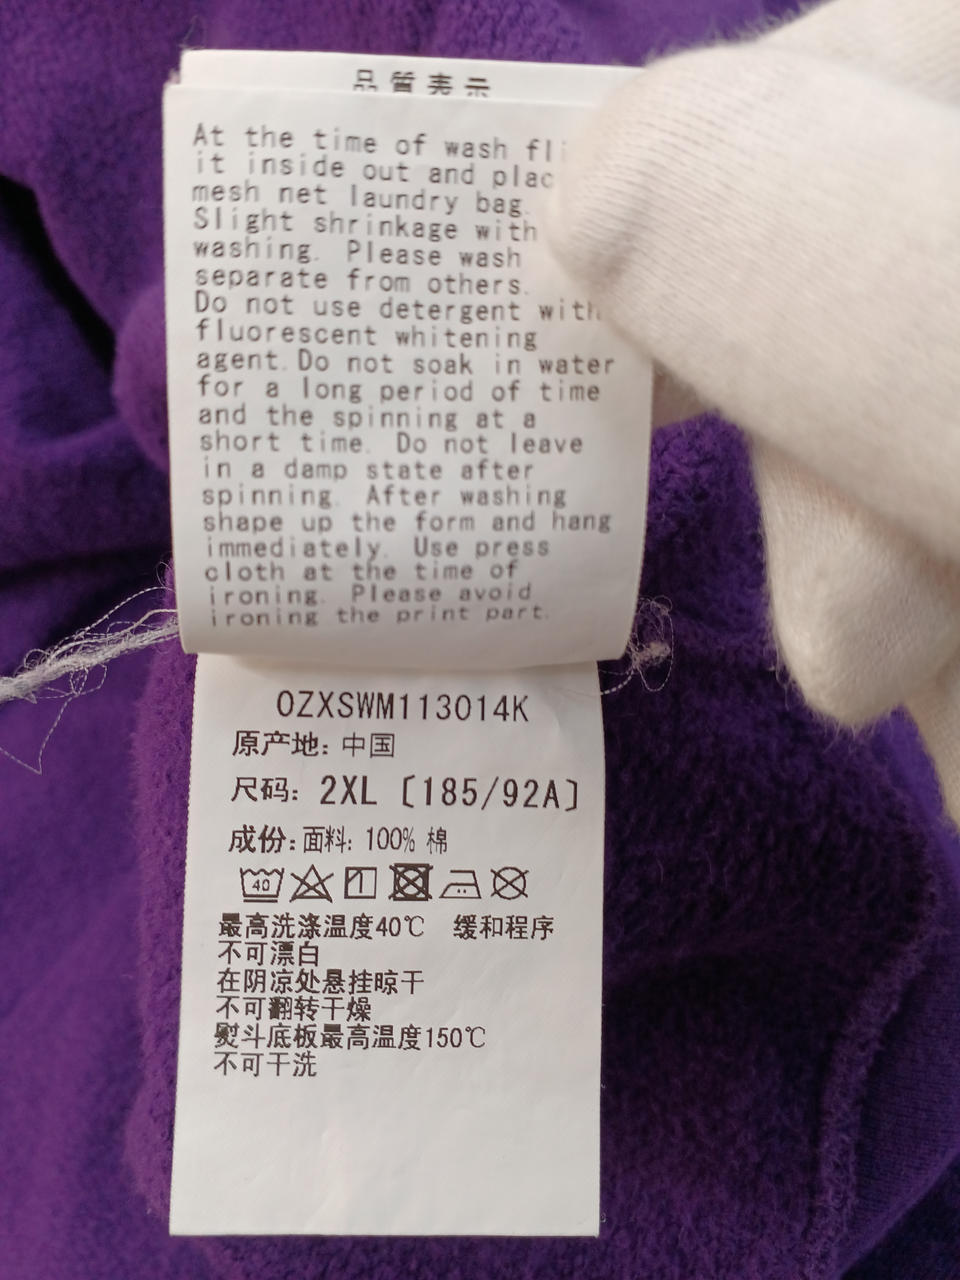 品質表示
At the time of wash
it inside out and
mesh net laundry bag.
Slight shrinkage with
washing. Please wash
separate from others.
Do not use detergent with
fluorescent whitening
agent.Do not soak in water
for a long period of time
and the spinning at a
short time. Do not leave
in a damp state after
spinning. After washing
shape up the form and hang
immediately. Use press
cloth at the time of
ironing. Please avoid
ironing the print part.
OZXSWM113014K
原产地: 中国
尺码: 2XL〔185/92A〕
成份:面料: 100% 棉
40
最高洗涤温度40℃ 缓和程序
不可漂白
在阴凉处悬挂晾干
不可翻转干燥
熨斗底板最高温度150℃
不可干洗